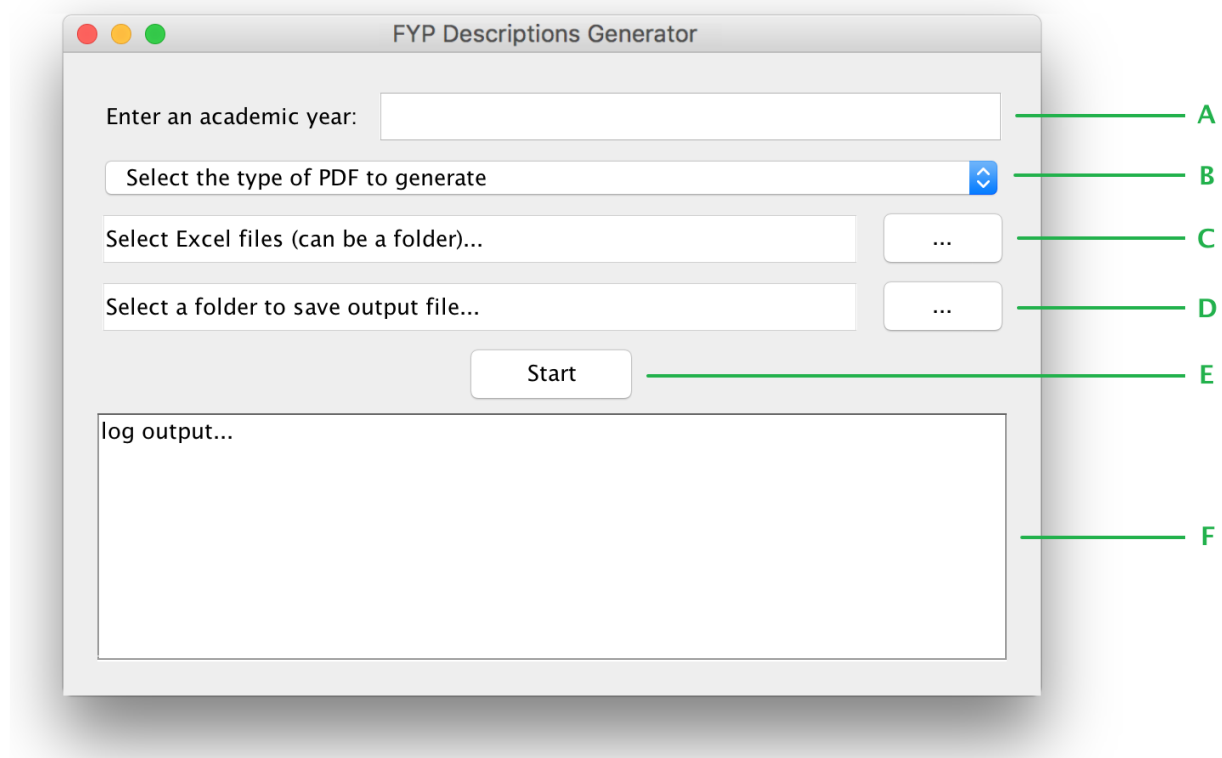 FYP Descriptions Generator
Enter an academic year:
A
Select the type of PDF to generate
B
Select Excel files (can be a folder)...
...
C
Select a folder to save output file...
...
D
Start
E
log output...
F